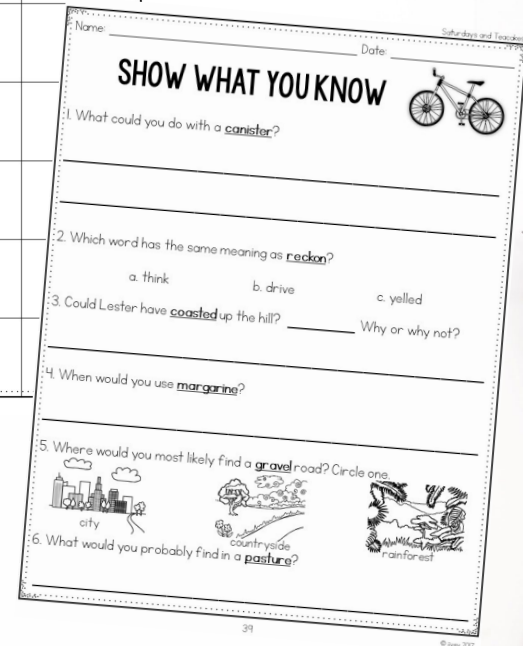 Saturdays and Teacakes
Name: Date:
SHOW WHAT YOU KNOW
1. What could you do with a canister?
2. Which word has the same meaning as reckon?
a. think b. drive c. yelled
3. Could Lester have coasted up the hill? Why or why not?
4. When would you use margarine?
5. Where would you most likely find a gravel road? Circle one.
city countryside rainforest
6. What would you probably find in a pasture?
39